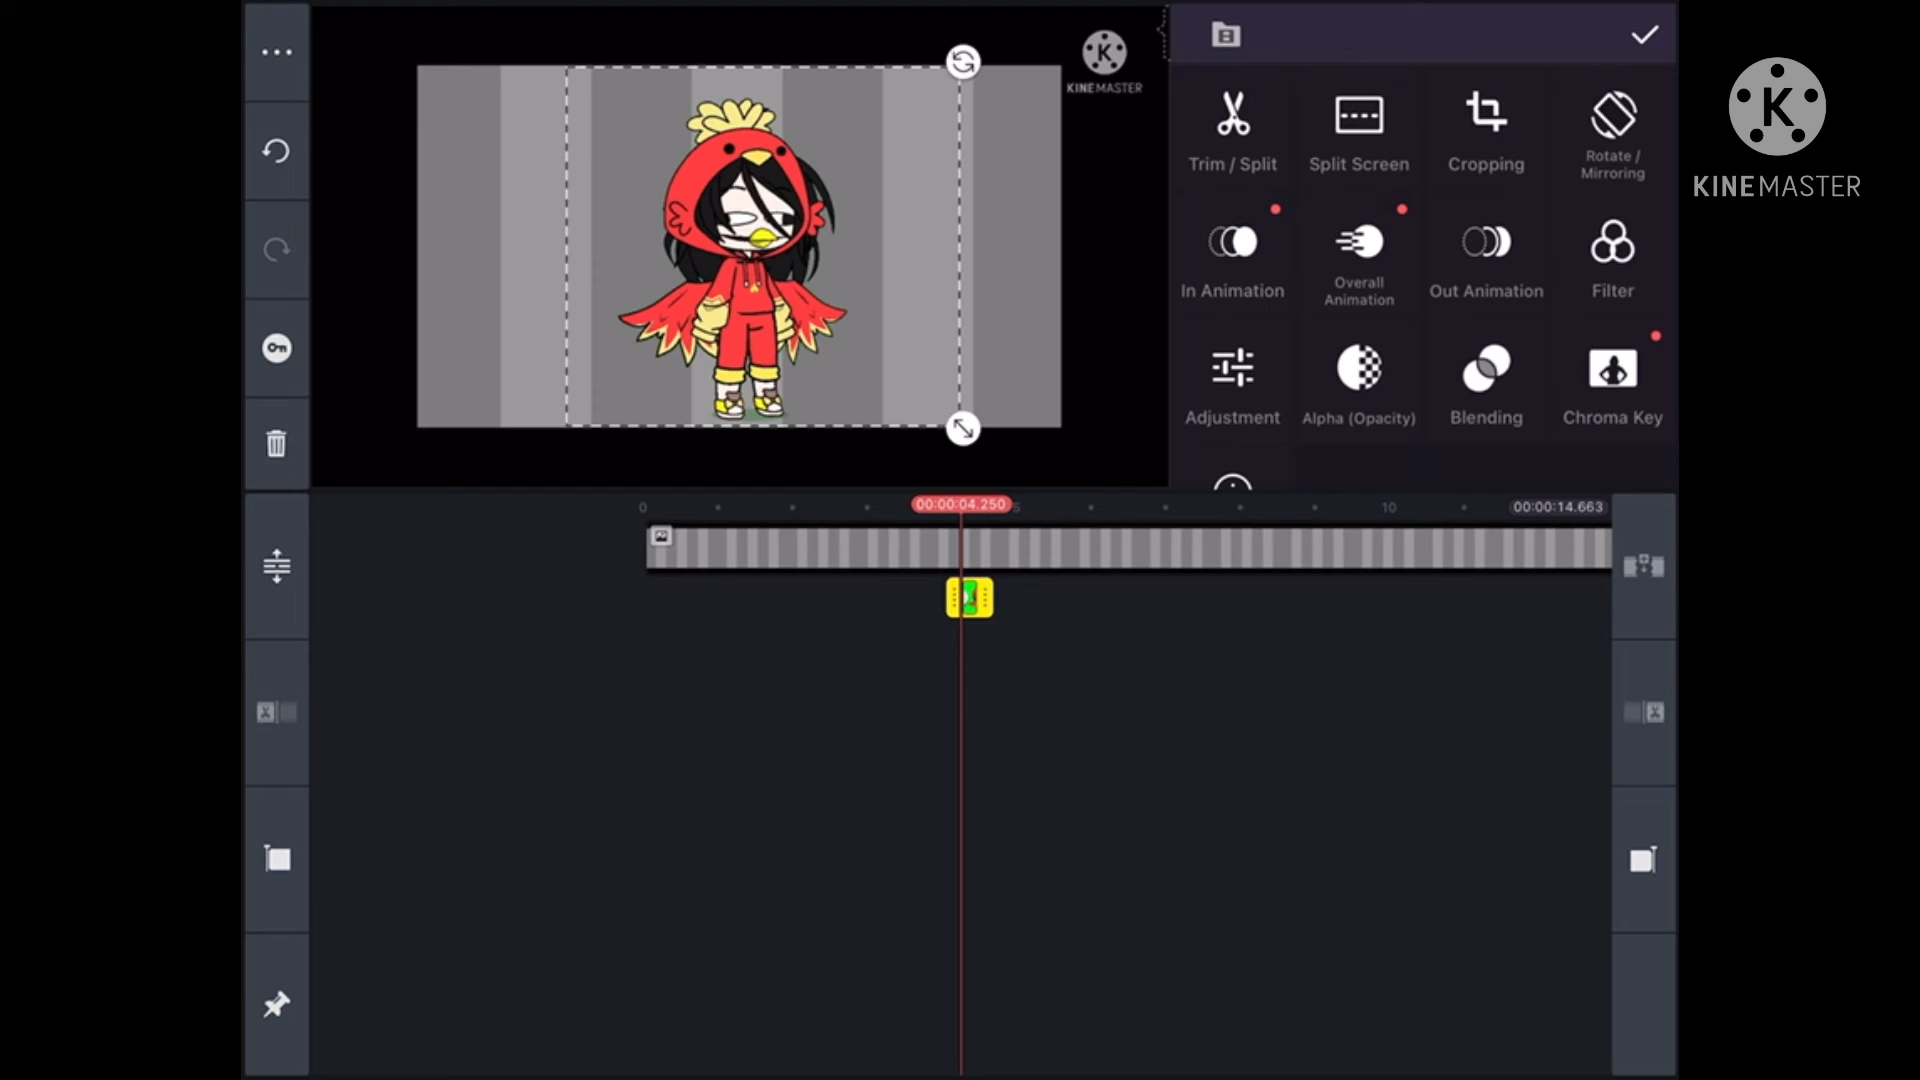 K
KINEMASTER
K
KINEMASTER
Trim / Split
Split Screen
Cropping
Rotate /
Mirroring
In Animation
Overall
Animation
Out Animation
Filter
Adjustment
Alpha (Opacity)
Blending
Chroma Key
0
00:00:04.250
5
10
00:00:14.663